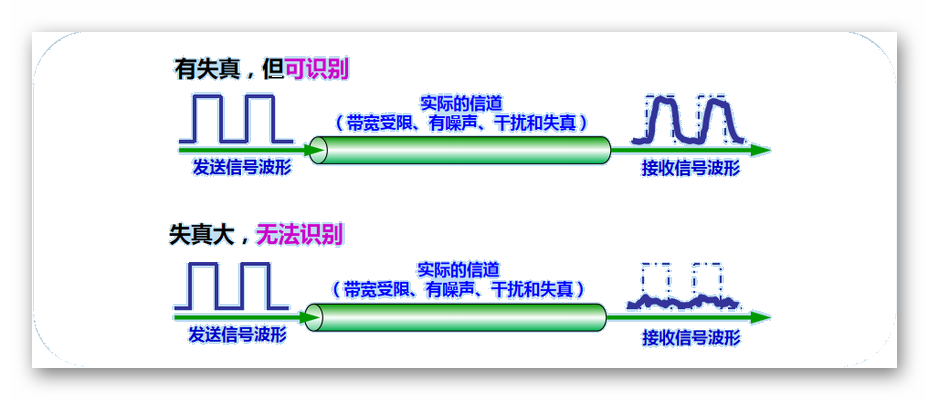 有失真，但可识别
实际的信道
（带宽受限、有噪声、干扰和失真）
发送信号波形
接收信号波形
失真大，无法识别
实际的信道
（带宽受限、有噪声、干扰和失真）
发送信号波形
接收信号波形